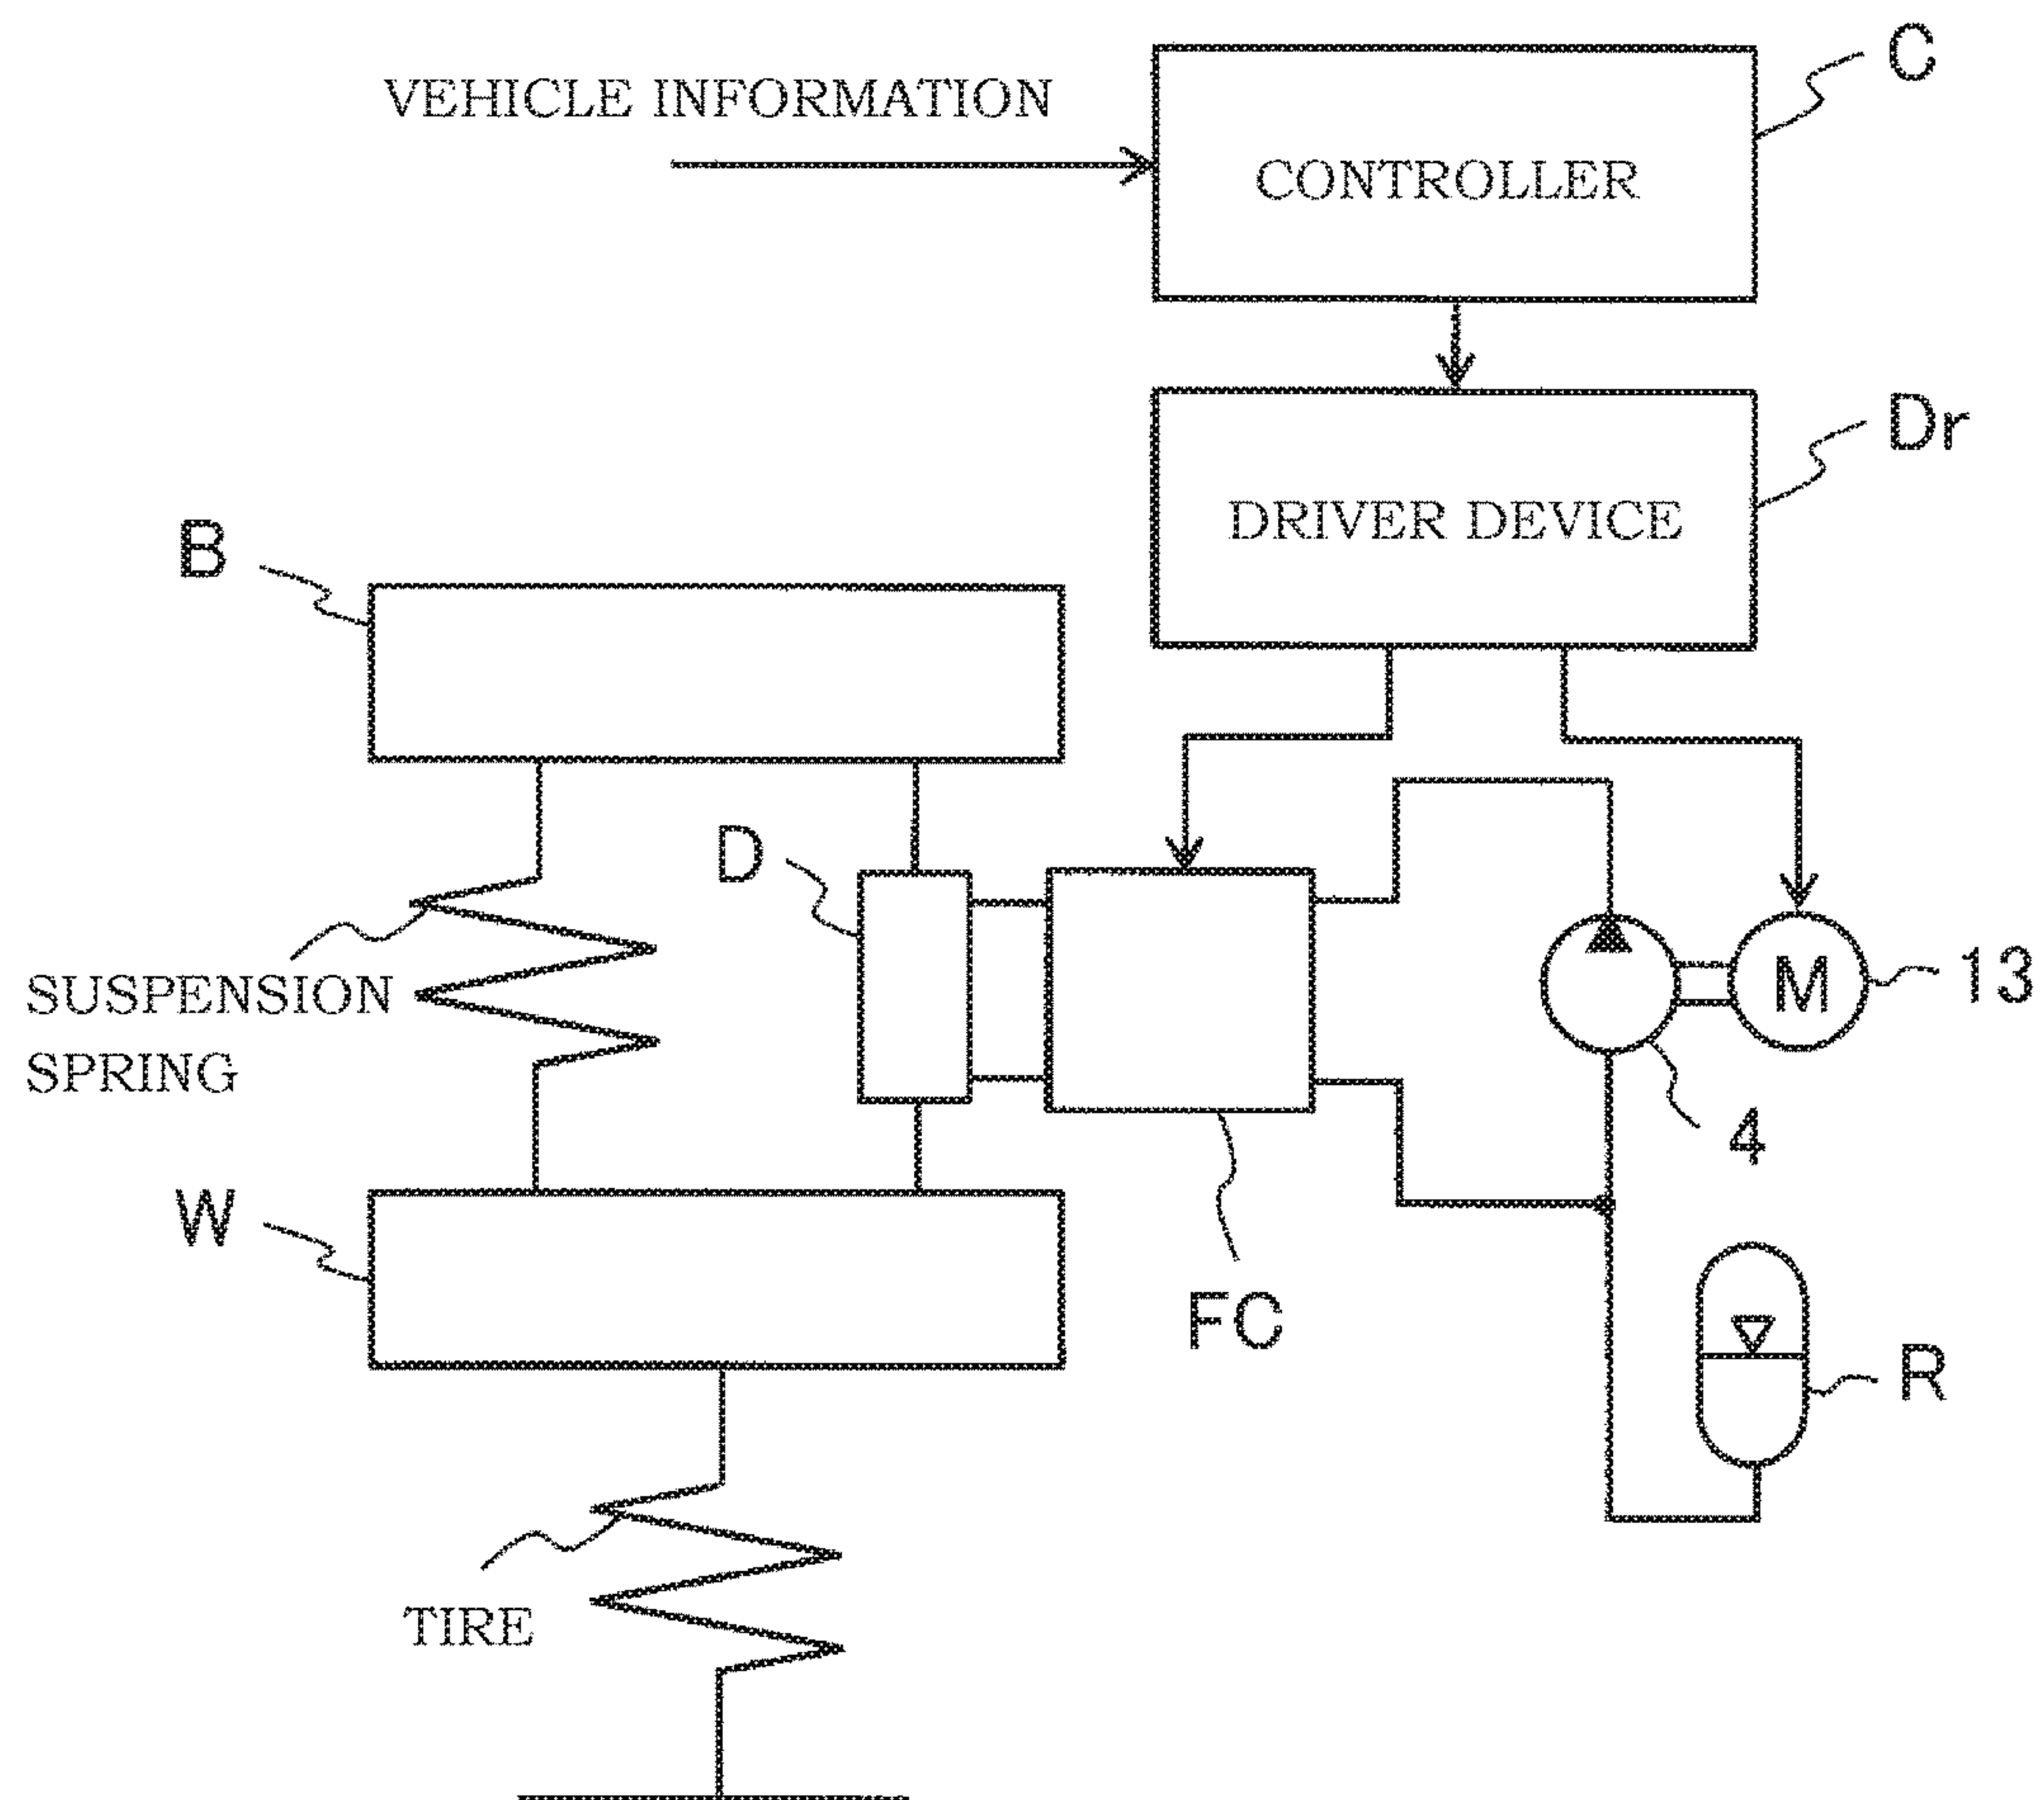 C
VEHICLE INFORMATION
CONTROLLER
Dr
DRIVER DEVICE
B
D
SUSPENSION
SPRING
M
13
4
W
FC
R
TIRE